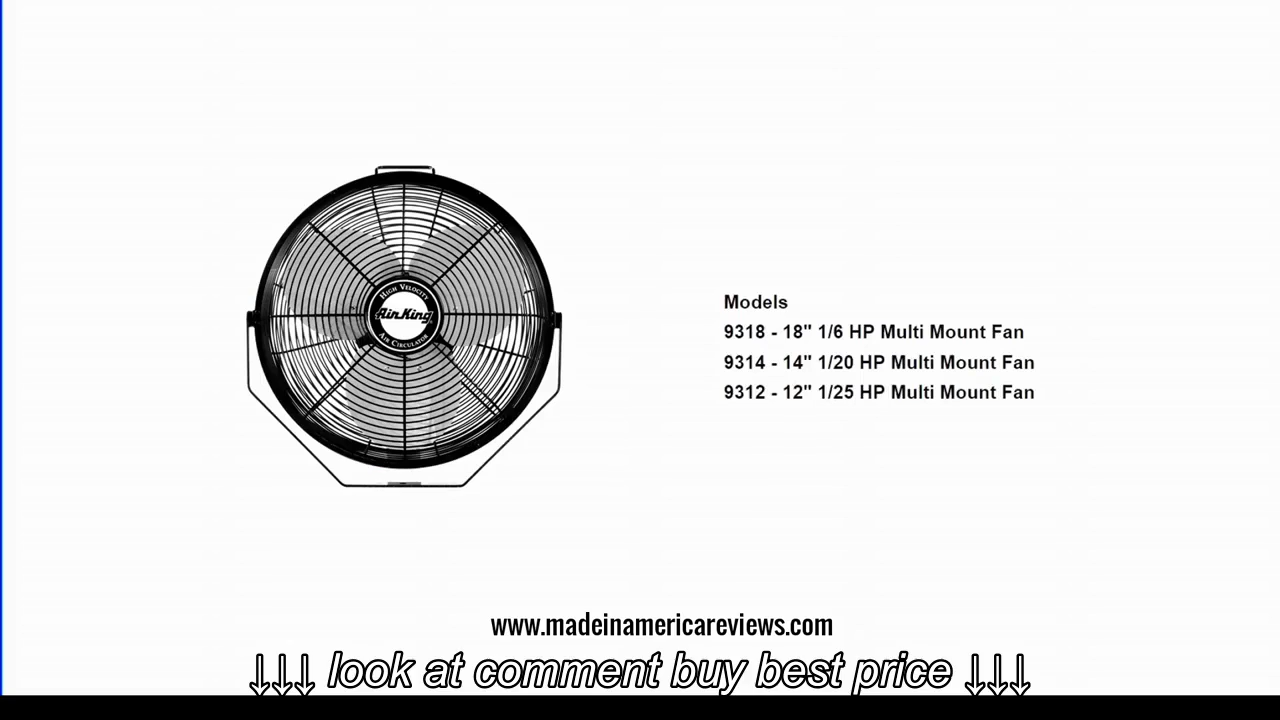 HIGH VELOCITY
Air King
AIR CIRCULATOR
Models
9318 - 18" 1/6 HP Multi Mount Fan
9314 - 14" 1/20 HP Multi Mount Fan
9312 - 12" 1/25 HP Multi Mount Fan
www.madeinamericareviews.com
↓↓↓ look at comment buy best price ↓↓↓